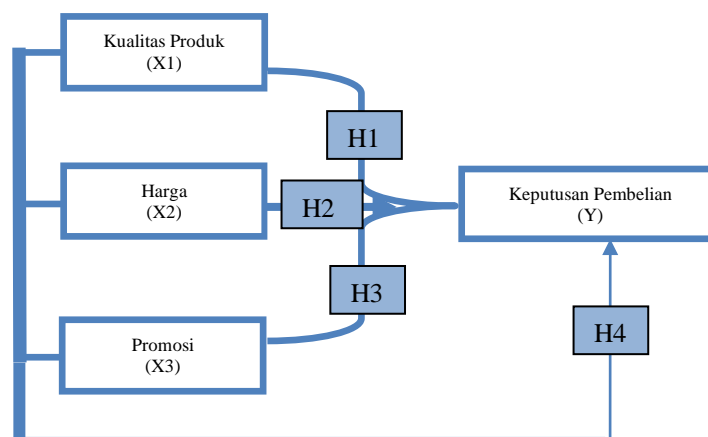 Kualitas Produk
(X1)
H1
Harga
(X2)
H2
Keputusan Pembelian
(Y)
H3
Promosi
(X3)
H4